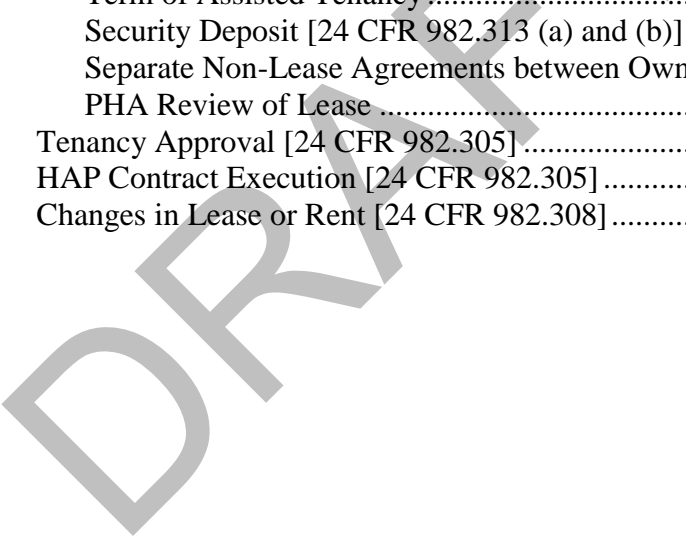 Term of Assisted Tenancy..............................
Security Deposit [24 CFR 982.313 (a) and (b)]
Separate Non-Lease Agreements between Own
PHA Review of Lease ....................................
Tenancy Approval [24 CFR 982.305] ...................
HAP Contract Execution [24 CFR 982.305] ..........
Changes in Lease or Rent [24 CFR 982.308] .........
DRAF